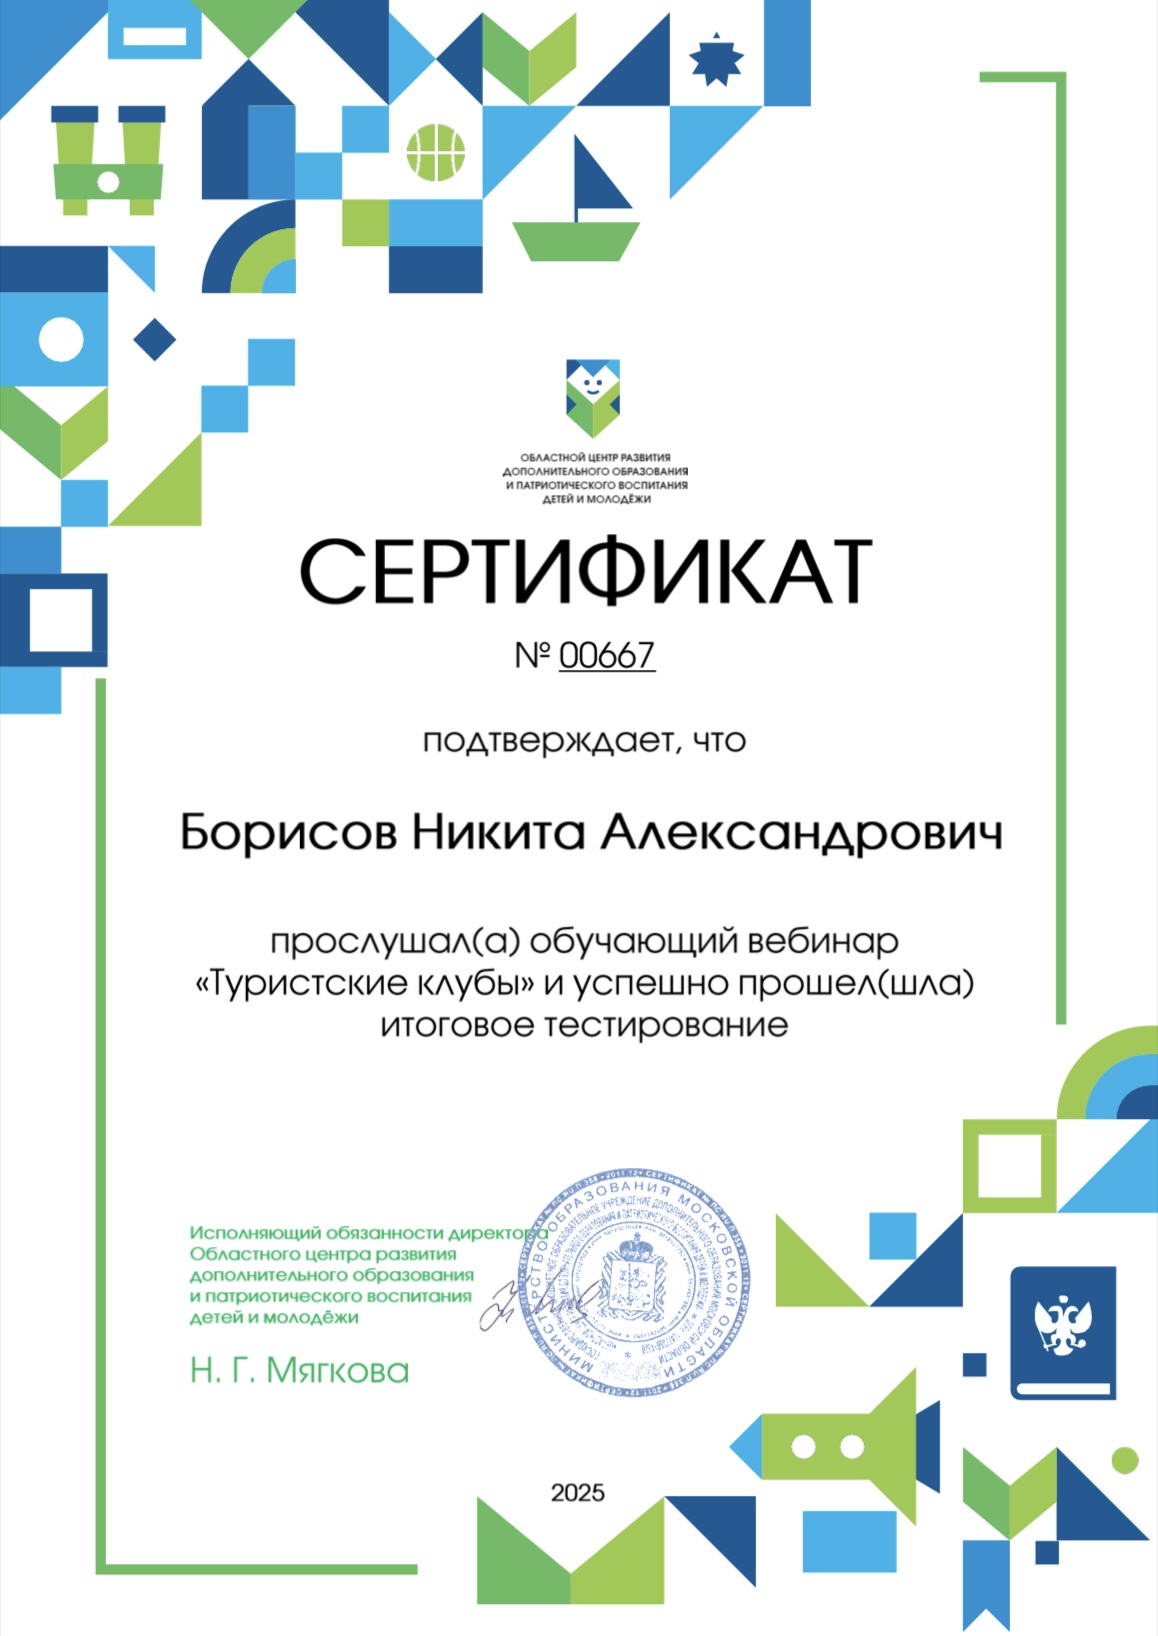 ОБЛАСТНОЙ ЦЕНТР РАЗВИТИЯ
ДОПОЛНИТЕЛЬНОГО ОБРАЗОВАНИЯ
И ПАТРИОТИЧЕСКОГО ВОСПИТАНИЯ
ДЕТЕЙ И МОЛОДЁЖИ
СЕРТИФИКАТ
№ 00667
подтверждает, что
Борисов Никита Александрович
прослушал(а) обучающий вебинар
«Туристские клубы» и успешно прошел(шла)
итоговое тестирование
Исполняющий обязанности директора
Областного центра развития
дополнительного образования
и патриотического воспитания
детей и молодёжи
Н. Г. Мягкова
МИНИСТЕРСТВО ОБРАЗОВАНИЯ МОСКОВСКОЙ ОБЛАСТИ
2025